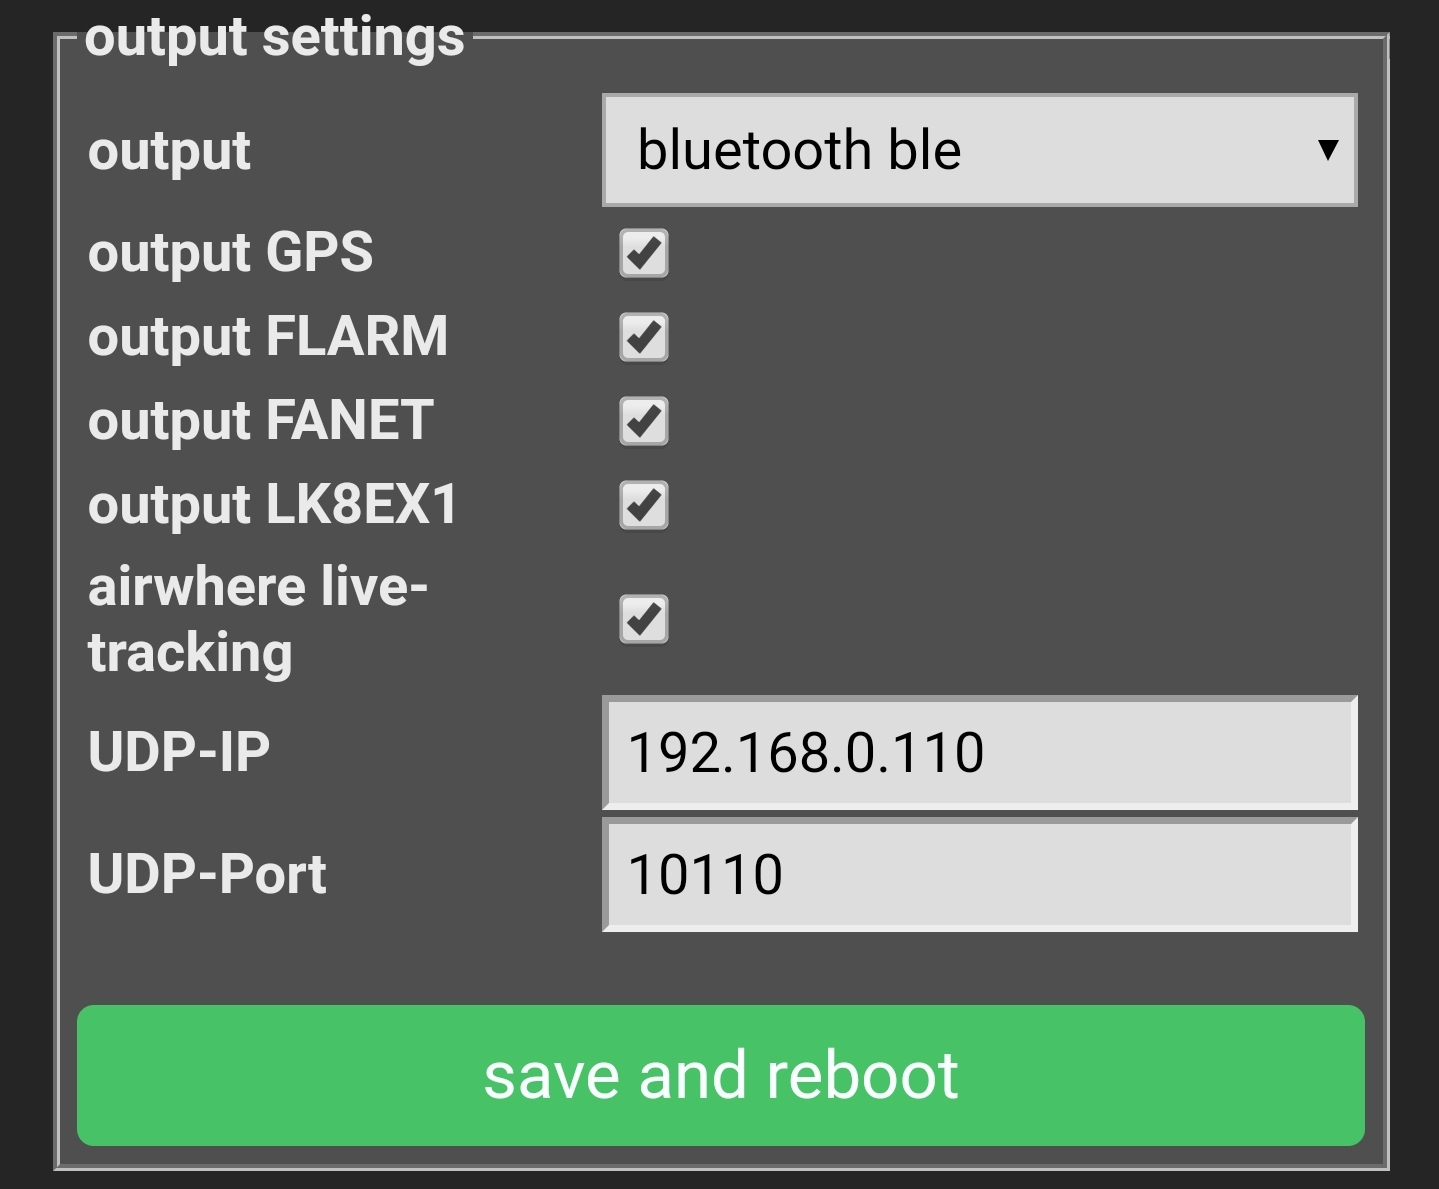 output settings
output bluetooth ble
output GPS
output FLARM
output FANET
output LK8EX1
airwhere live-
tracking
UDP-IP 192.168.0.110
UDP-Port 10110
save and reboot